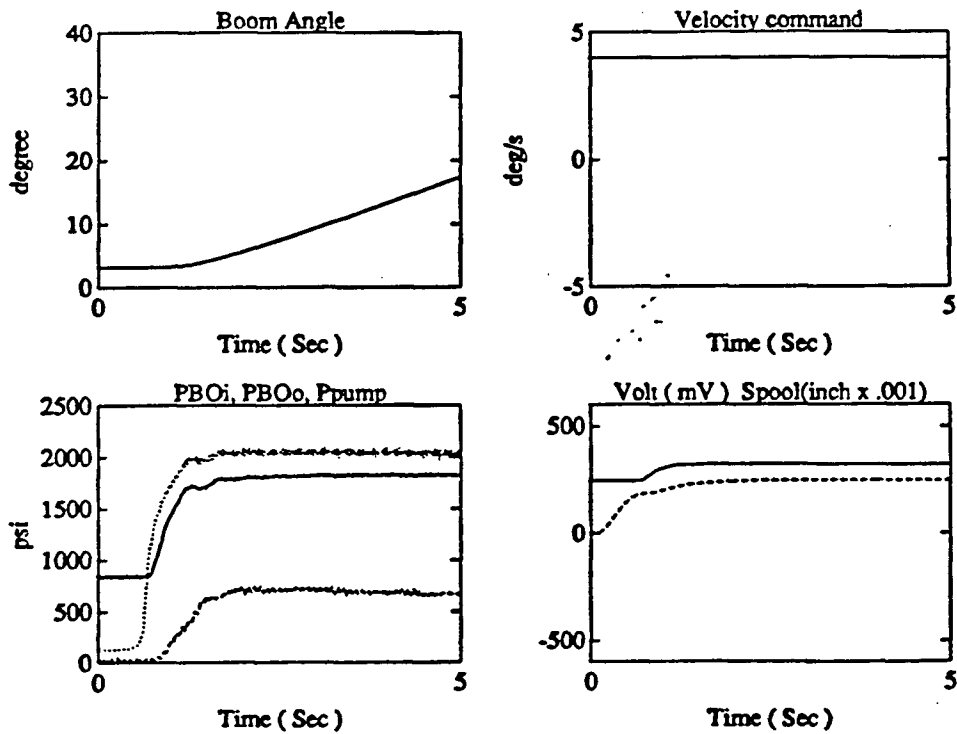 Boom Angle
40
30
20
10
0
degree
0
5
Time ( Sec )
Velocity command
5
0
-5
deg/s
0
5
Time ( Sec )
PBOi, PBOo, Ppump
2500
2000
1500
1000
500
0
psi
0
5
Time ( Sec )
Volt ( mV ) Spool(inch x .001)
500
0
-500
0
5
Time ( Sec )